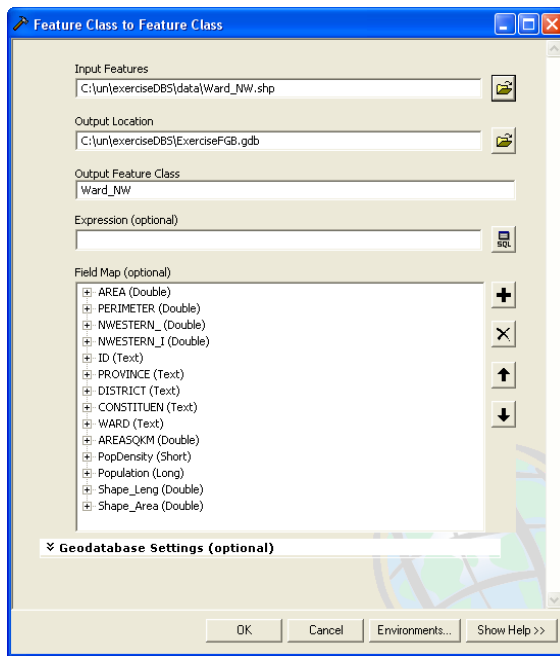 Feature Class to Feature Class
Input Features
C:\un\exerciseDBS\data\Ward_NW.shp
Output Location
C:\un\exerciseDBS\ExerciseFGB.gdb
Output Feature Class
Ward_NW
Expression (optional)
SQL
Field Map (optional)
AREA (Double)
PERIMETER (Double)
NWESTERN_ (Double)
NWESTERN_I (Double)
ID (Text)
PROVINCE (Text)
DISTRICT (Text)
CONSTITUEN (Text)
WARD (Text)
AREASQKM (Double)
PopDensity (Short)
Population (Long)
Shape_Leng (Double)
Shape_Area (Double)
Geodatabase Settings (optional)
OK
Cancel
Environments...
Show Help >>